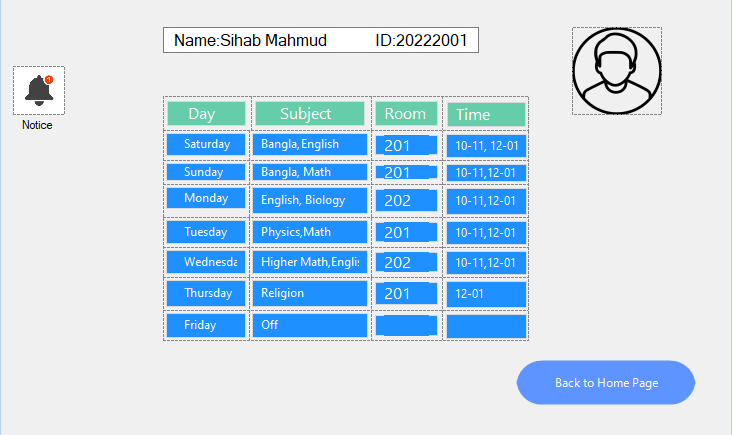 Name:Sihab Mahmud ID:20222001
1
Notice
Day Subject Room Time
Saturday Bangla,English 201 10-11, 12-01
Sunday Bangla, Math 201 10-11,12-01
Monday English, Biology 202 10-11,12-01
Tuesday Physics,Math 201 10-11,12-01
Wednesda Higher Math,Englis 202 10-11,12-01
Thursday Religion 201 12-01
Friday Off
Back to Home Page